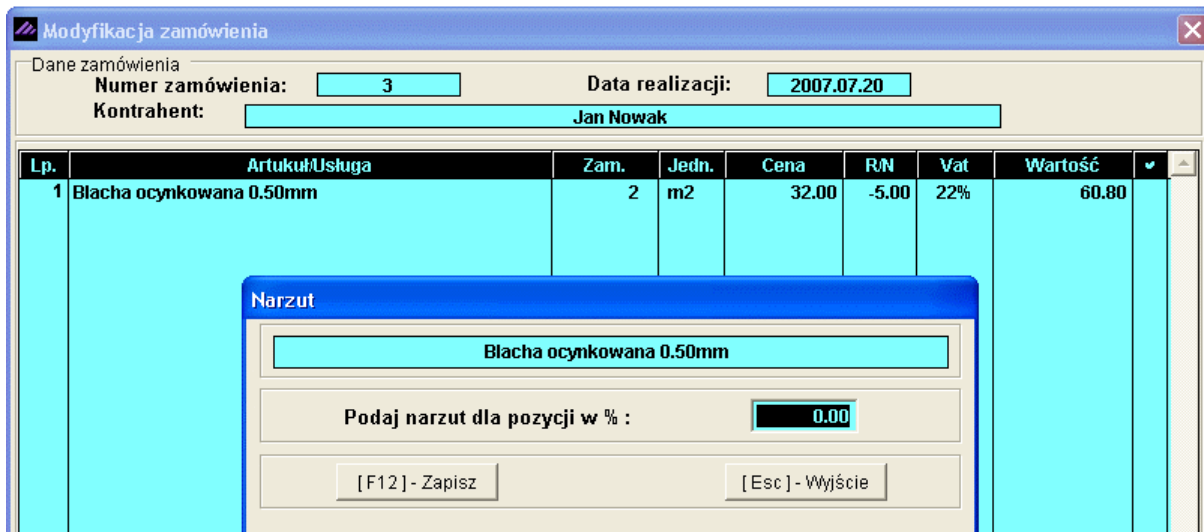 Modyfikacja zamówienia
Dane zamówienia
Numer zamówienia: 3 Data realizacji: 2007.07.20
Kontrahent: Jan Nowak
Lp. Artukuł/Usługa Zam. Jedn. Cena R/N Vat Wartość
1 Blacha ocynkowana 0.50mm 2 m2 32.00 -5.00 22% 60.80
Narzut
Blacha ocynkowana 0.50mm
Podaj narzut dla pozycji w % : 0.00
[ F12 ] - Zapisz [ Esc ] - Wyjście